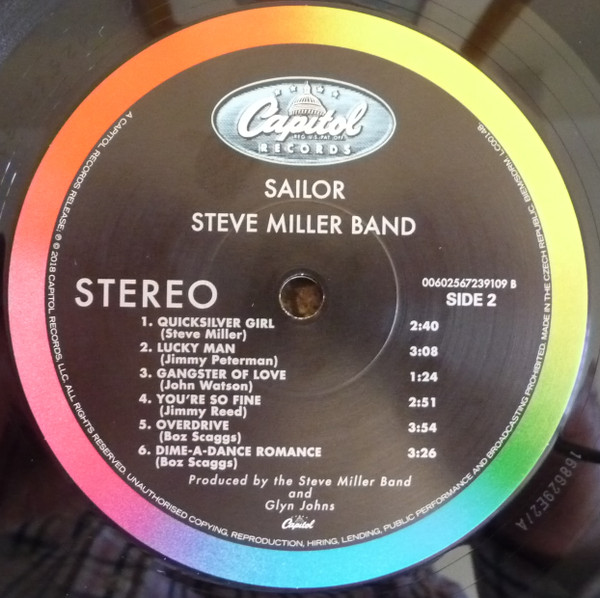 Capitol
REG. U.S. PAT. OFF.
RECORDS
SAILOR
STEVE MILLER BAND
STEREO
00602567239109 B
SIDE 2
1. QUICKSILVER GIRL 2:40
(Steve Miller)
2. LUCKY MAN 3:08
(Jimmy Peterman)
3. GANGSTER OF LOVE 1:24
(John Watson)
4. YOU'RE SO FINE 2:51
(Jimmy Reed)
5. OVERDRIVE 3:54
(Boz Scaggs)
6. DIME-A-DANCE ROMANCE 3:26
(Boz Scaggs)
Produced by the Steve Miller Band
and
Glyn Johns
Capitol
A CAPITOL RECORDS RELEASE; ℗ © 2018 CAPITOL RECORDS, LLC. ALL RIGHTS RESERVED. UNAUTHORISED COPYING, REPRODUCTION, HIRING, LENDING, PUBLIC PERFORMANCE AND BROADCASTING PROHIBITED. MADE IN THE CZECH REPUBLIC. BIEM/SDRM. LC00148
168629E2/A